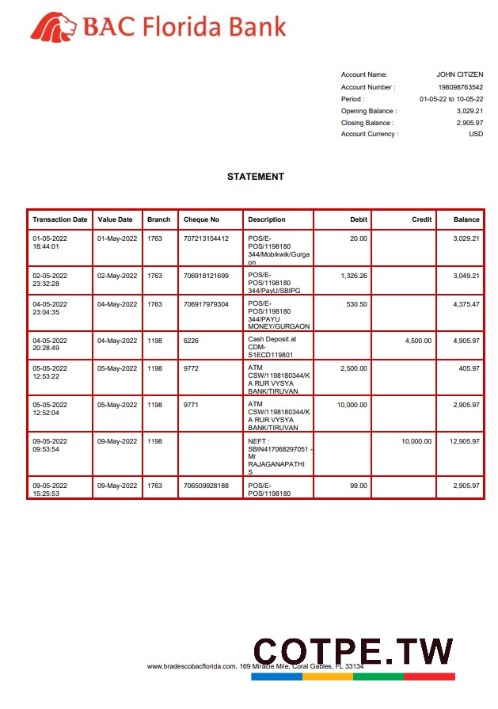 BAC Florida Bank
Account Name: JOHN CITIZEN
Account Number : 198098763542
Period : 01-05-22 to 10-05-22
Opening Balance : 3,029.21
Closing Balance : 2,905.97
Account Currency : USD
STATEMENT
Transaction Date Value Date Branch Cheque No Description Debit Credit Balance
01-05-2022 01-May-2022 1763 707213154412 POS/E- 20.00 3,029.21
18:44:01 POS/1198180
344/Mobikwik/Gurga
on
02-05-2022 02-May-2022 1763 706918121699 POS/E- 1,326.26 3,049.21
23:32:28 POS/1198180
344/PayU/SBIPG
04-05-2022 04-May-2022 1763 706917979304 POS/E- 530.50 4,375.47
23:04:35 POS/1198180
344/PAYU
MONEY/GURGAON
04-05-2022 04-May-2022 1198 6226 Cash Deposit at 4,500.00 4,905.97
20:28:49 CDM-
S1ECD119801
05-05-2022 05-May-2022 1198 9772 ATM 2,500.00 405.97
12:53:22 CSW/1198180344/K
A RUR VYSYA
BANK/TIRUVAN
05-05-2022 05-May-2022 1198 9771 ATM 10,000.00 2,905.97
12:52:04 CSW/1198180344/K
A RUR VYSYA
BANK/TIRUVAN
09-05-2022 09-May-2022 1198 NEFT : 10,000.00 12,905.97
09:53:54 SBIN417068297051 -
Mr
RAJAGANAPATHI
S
09-05-2022 09-May-2022 1763 706509928188 POS/E- 99.00 2,905.97
15:25:53 POS/1198180
COTPE.TW
www.bradescobacflorida.com, 169 Miracle Mile, Coral Gables, FL 33134